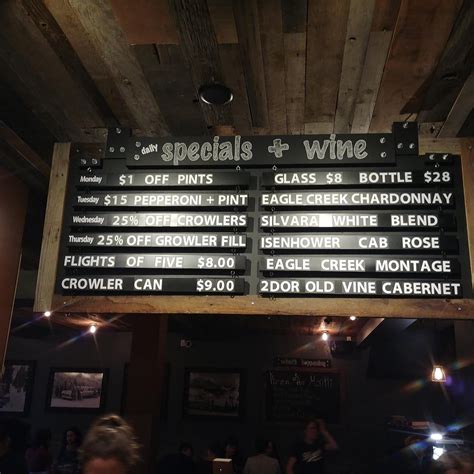 daily specials + wine
Monday $1 OFF PINTS
Tuesday $15 PEPPERONI + PINT
Wednesday 25% OFF CROWLERS
Thursday 25% OFF GROWLER FILL
FLIGHTS OF FIVE $8.00
CROWLER CAN $9.00
GLASS $8 BOTTLE $28
EAGLE CREEK CHARDONNAY
SILVARA WHITE BLEND
ISENHOWER CAB ROSE
EAGLE CREEK MONTAGE
2DOR OLD VINE CABERNET